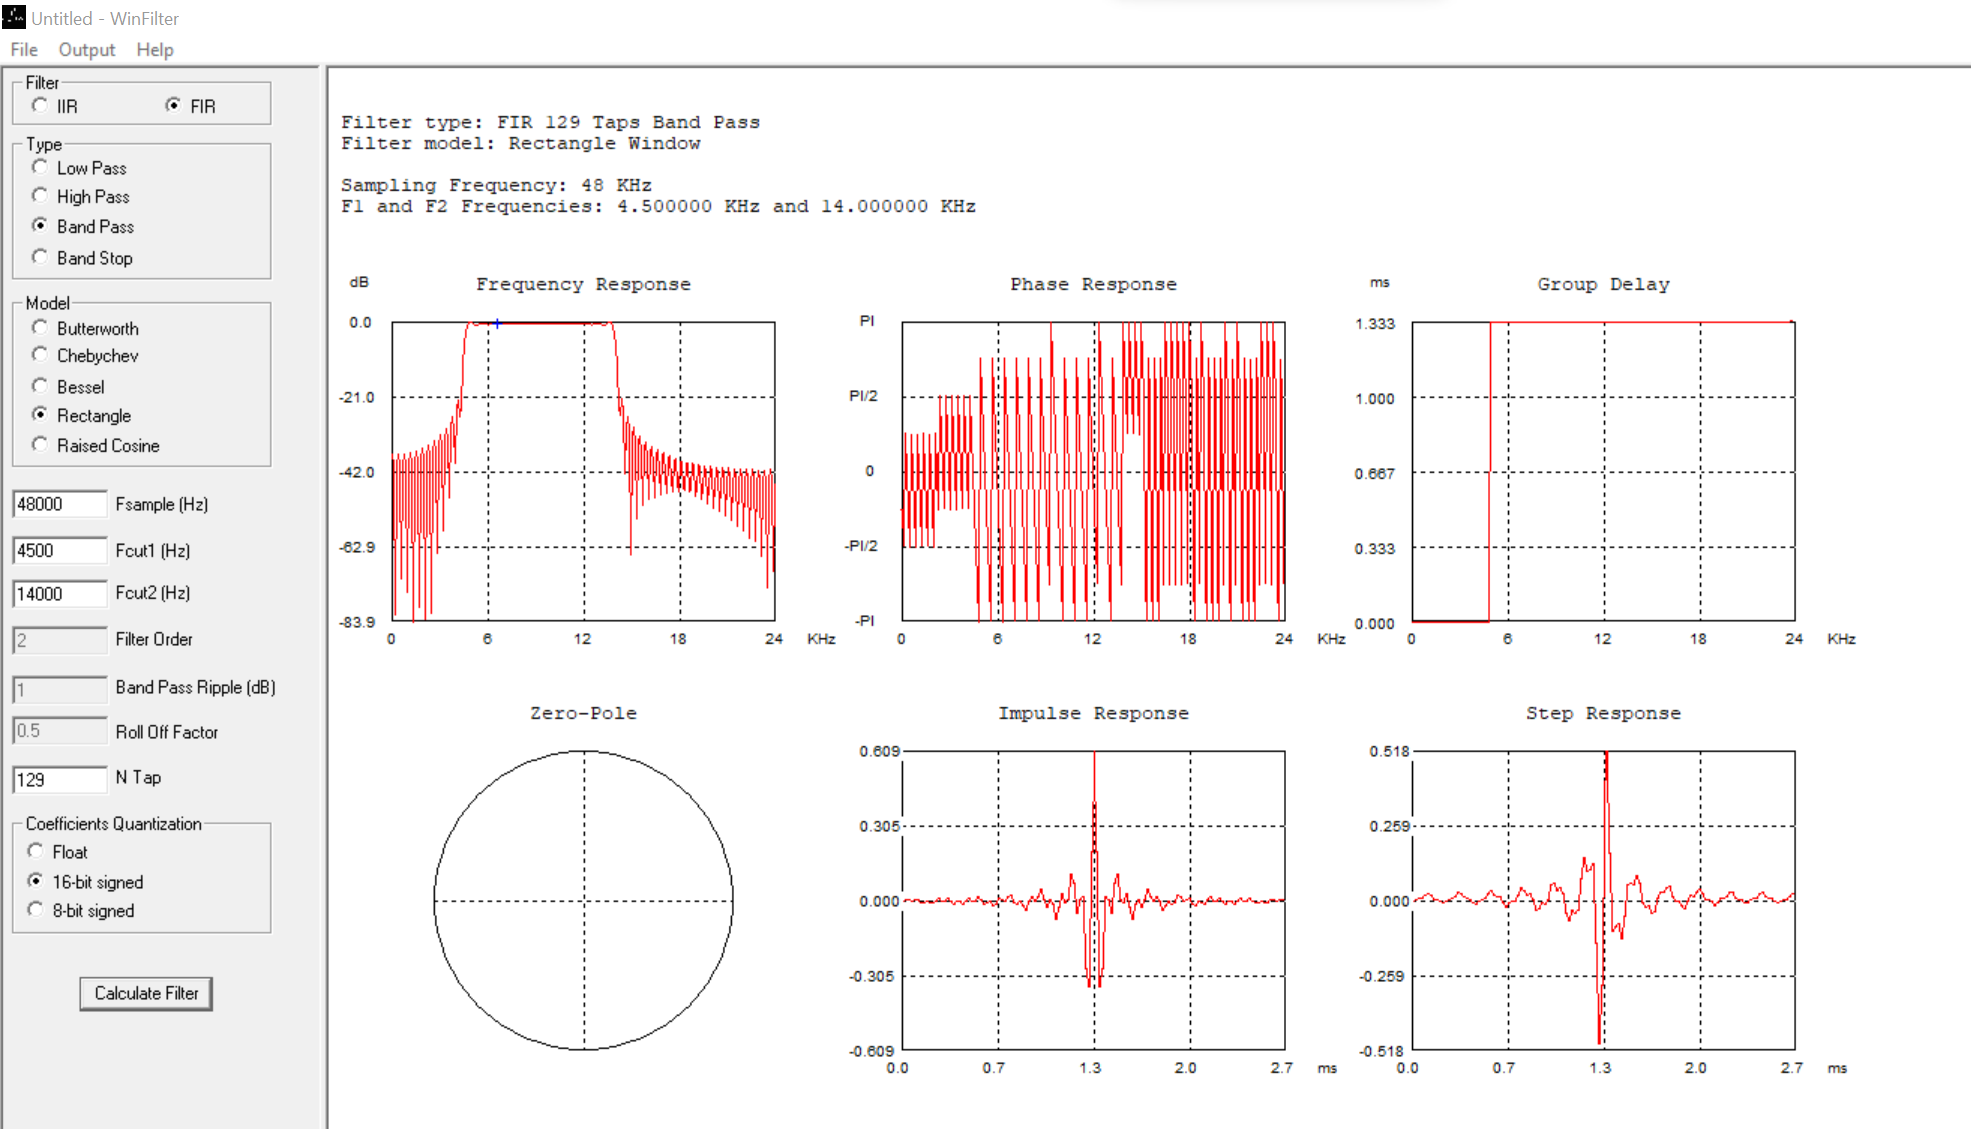 Untitled - WinFilter
File Output Help
Filter
IIR FIR
Type
Low Pass
High Pass
Band Pass
Band Stop
Model
Butterworth
Chebychev
Bessel
Rectangle
Raised Cosine
48000 Fsample (Hz)
4500 Fcut1 (Hz)
14000 Fcut2 (Hz)
2 Filter Order
1 Band Pass Ripple (dB)
0.5 Roll Off Factor
129 N Tap
Coefficients Quantization
Float
16-bit signed
8-bit signed
Calculate Filter
Filter type: FIR 129 Taps Band Pass
Filter model: Rectangle Window
Sampling Frequency: 48 KHz
F1 and F2 Frequencies: 4.500000 KHz and 14.000000 KHz
dB Frequency Response
0.0
-21.0
-42.0
-62.9
-83.9
0 6 12 18 24 KHz
Phase Response
PI
PI/2
0
-PI/2
-PI
0 6 12 18 24 KHz
ms Group Delay
1.333
1.000
0.667
0.333
0.000
0 6 12 18 24 KHz
Zero-Pole
Impulse Response
0.609
0.305
0.000
-0.305
-0.609
0.0 0.7 1.3 2.0 2.7 ms
Step Response
0.518
0.259
0.000
-0.259
-0.518
0.0 0.7 1.3 2.0 2.7 ms